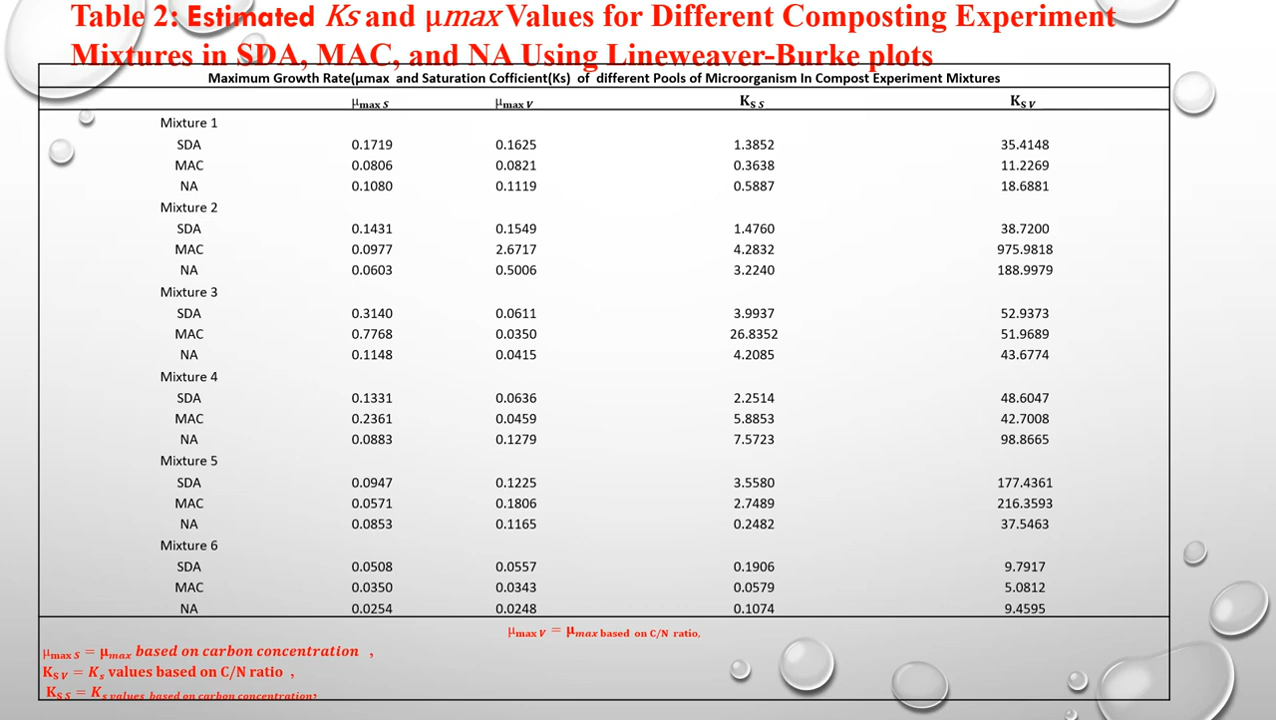 Table 2: Estimated Ks and μmax Values for Different Composting Experiment
Mixtures in SDA, MAC, and NA Using Lineweaver-Burke plots
Maximum Growth Rate(μmax and Saturation Cofficient(Ks) of different Pools of Microorganism In Compost Experiment Mixtures
μmax S μmax V KS S KS V
Mixture 1
SDA 0.1719 0.1625 1.3852 35.4148
MAC 0.0806 0.0821 0.3638 11.2269
NA 0.1080 0.1119 0.5887 18.6881
Mixture 2
SDA 0.1431 0.1549 1.4760 38.7200
MAC 0.0977 2.6717 4.2832 975.9818
NA 0.0603 0.5006 3.2240 188.9979
Mixture 3
SDA 0.3140 0.0611 3.9937 52.9373
MAC 0.7768 0.0350 26.8352 51.9689
NA 0.1148 0.0415 4.2085 43.6774
Mixture 4
SDA 0.1331 0.0636 2.2514 48.6047
MAC 0.2361 0.0459 5.8853 42.7008
NA 0.0883 0.1279 7.5723 98.8665
Mixture 5
SDA 0.0947 0.1225 3.5580 177.4361
MAC 0.0571 0.1806 2.7489 216.3593
NA 0.0853 0.1165 0.2482 37.5463
Mixture 6
SDA 0.0508 0.0557 0.1906 9.7917
MAC 0.0350 0.0343 0.0579 5.0812
NA 0.0254 0.0248 0.1074 9.4595
μmax V = μmax based on C/N ratio,
μmax S = μmax based on carbon concentration ,
KS V = Ks values based on C/N ratio ,
KS S = Ks values based on carbon concentration,